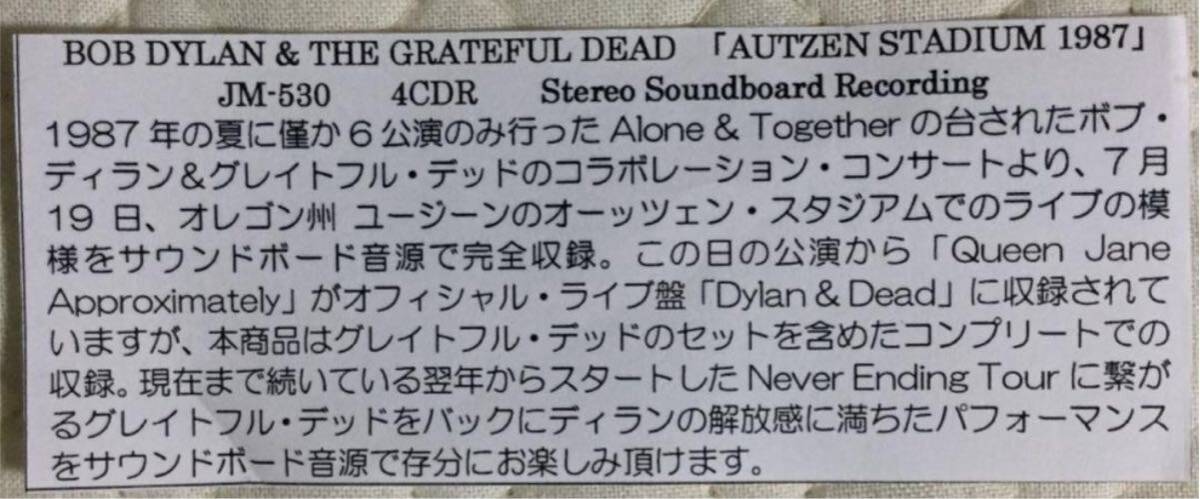 BOB DYLAN & THE GRATEFUL DEAD 「AUTZEN STADIUM 1987」
JM-530 4CDR Stereo Soundboard Recording
1987 年の夏に僅か 6 公演のみ行った Alone & Together の台されたボブ・
ディラン&グレイトフル・デッドのコラボレーション・コンサートより、7 月
19 日、オレゴン州 ユージーンのオーッツェン・スタジアムでのライブの模
様をサウンドボード音源で完全収録。この日の公演から「Queen Jane
Approximately」がオフィシャル・ライブ盤「Dylan & Dead」に収録されて
いますが、本商品はグレイトフル・デッドのセットを含めたコンプリートでの
収録。現在まで続いている翌年からスタートした Never Ending Tour に繋が
るグレイトフル・デッドをバックにディランの解放感に満ちたパフォーマンス
をサウンドボード音源で存分にお楽しみ頂けます。